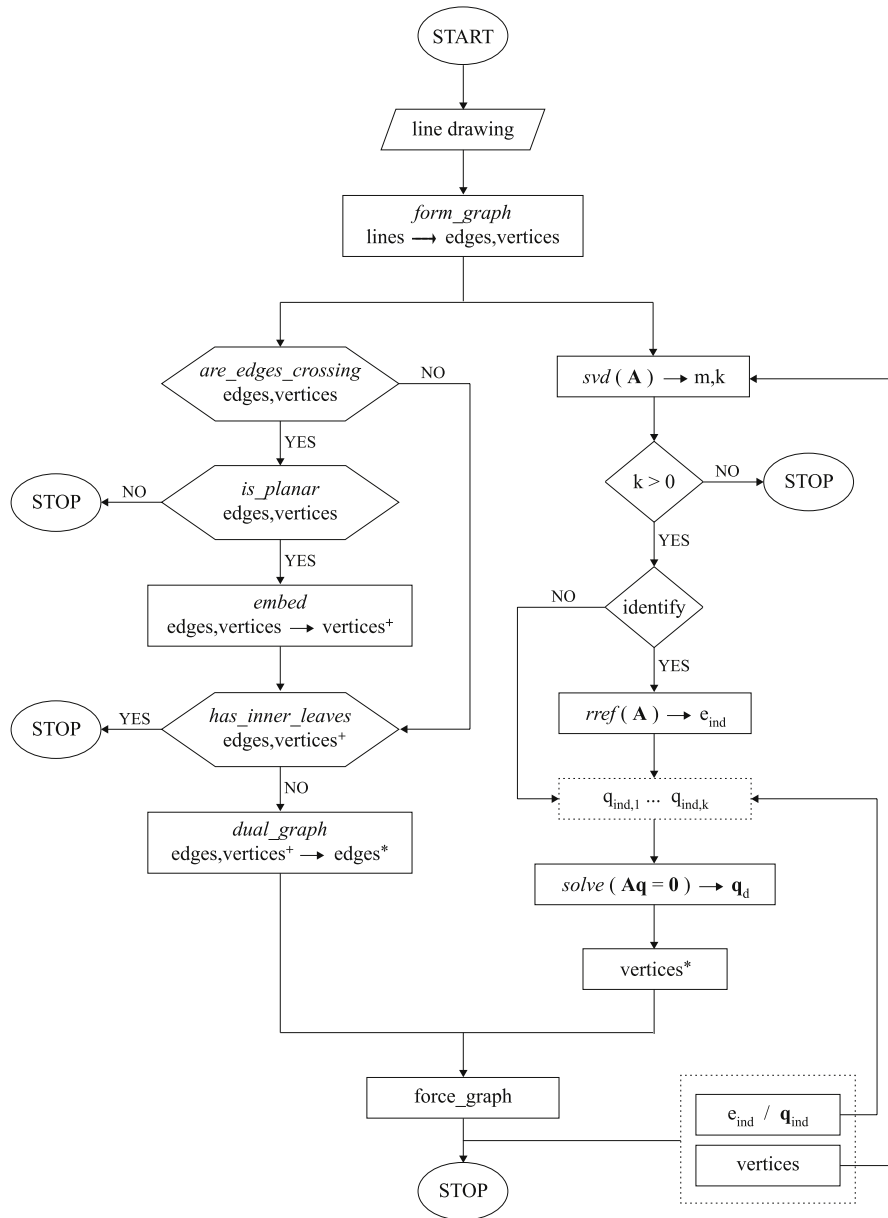 START
line drawing
form_graph
lines ⟶ edges,vertices
are_edges_crossing
edges,vertices
NO
YES
STOP
NO
is_planar
edges,vertices
YES
embed
edges,vertices ⟶ vertices⁺
STOP
YES
has_inner_leaves
edges,vertices⁺
NO
dual_graph
edges,vertices⁺ ⟶ edges*
svd ( A ) ⟶ m,k
k > 0
NO
STOP
YES
NO
identify
YES
rref ( A ) ⟶ e_ind
q_ind,1 ... q_ind,k
solve ( Aq = 0 ) ⟶ q_d
vertices*
force_graph
e_ind / q_ind
vertices
STOP